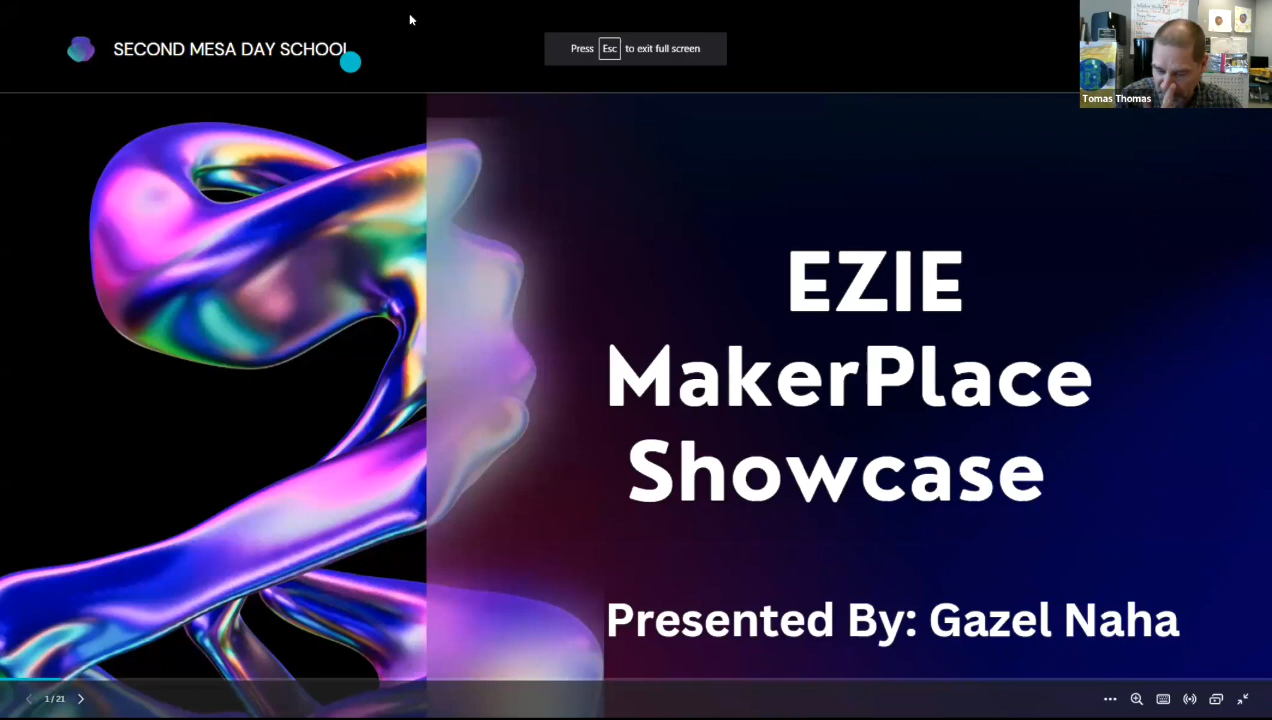 SECOND MESA DAY SCHOOL
Press Esc to exit full screen
Tomas Thomas
EZIE
MakerPlace
Showcase
Presented By: Gazel Naha
1 / 21